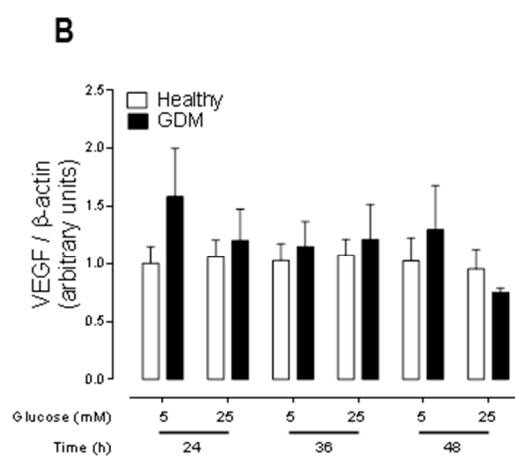 B
2.5
Healthy
GDM
2.0
1.5
1.0
0.5
0.0
VEGF / β-actin
(arbitrary units)
Glucose (mM) 5 25 5 25 5 25
Time (h) 24 36 48